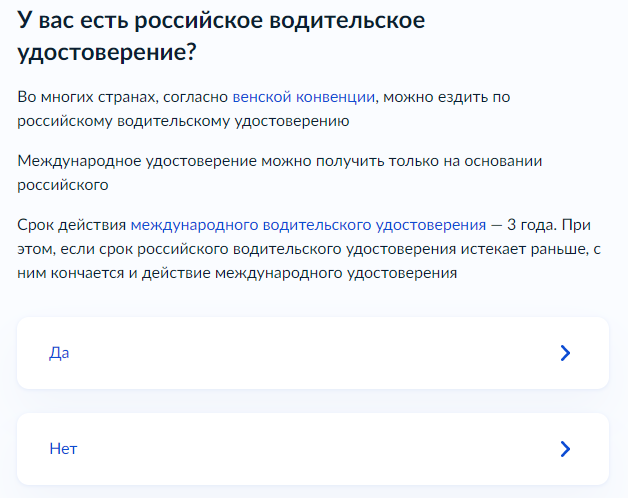 У вас есть российское водительское
удостоверение?
Во многих странах, согласно венской конвенции, можно ездить по
российскому водительскому удостоверению
Международное удостоверение можно получить только на основании
российского
Срок действия международного водительского удостоверения — 3 года. При
этом, если срок российского водительского удостоверения истекает раньше, с
ним кончается и действие международного удостоверения
Да
Нет